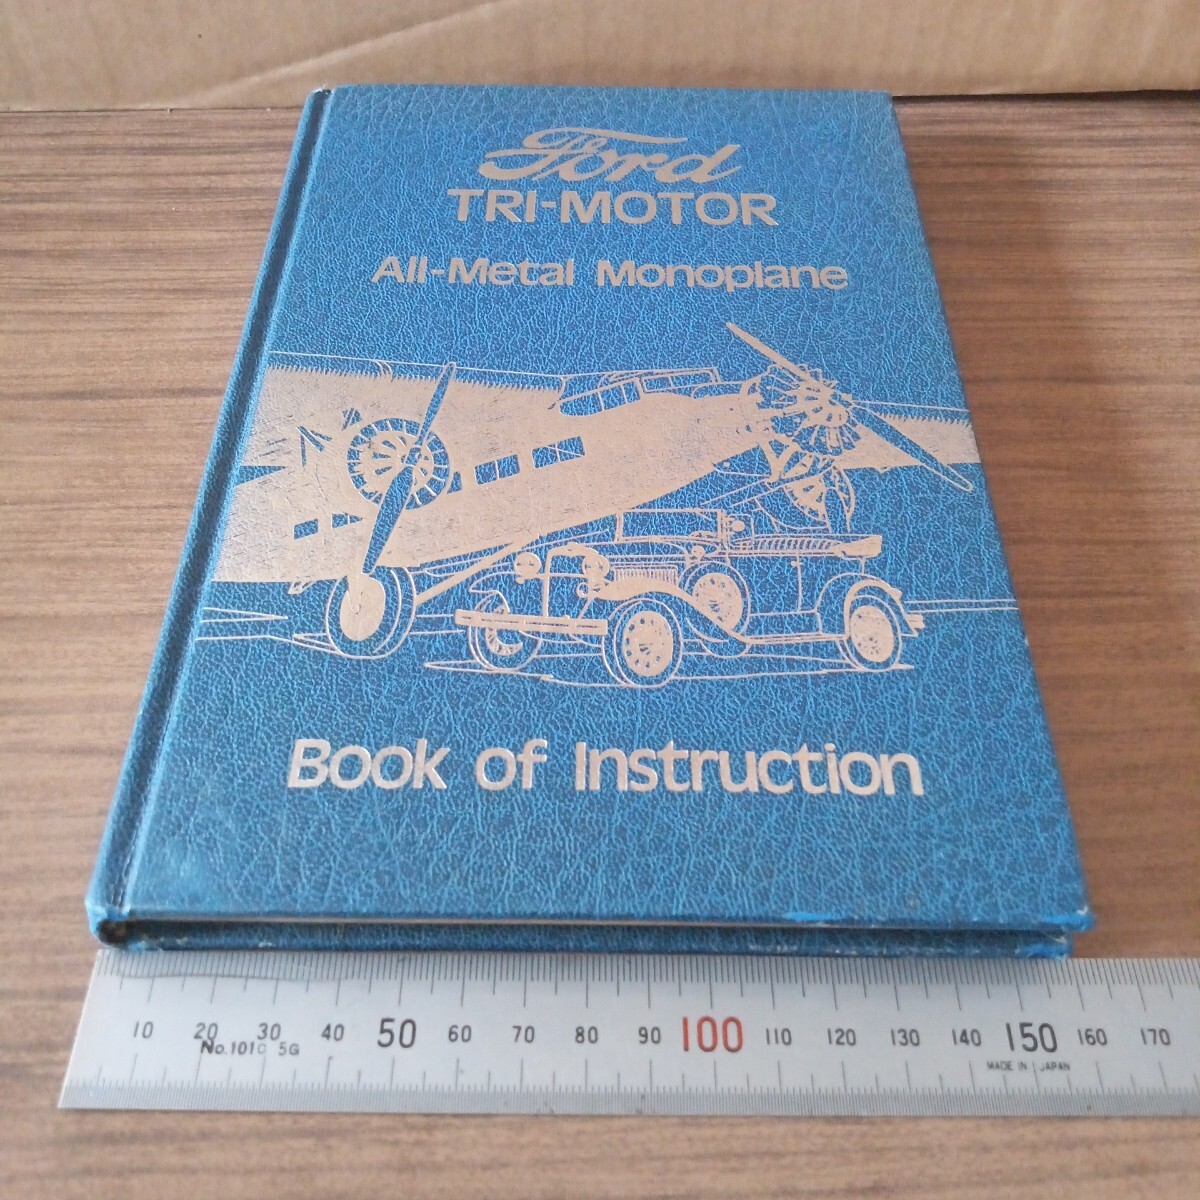 Ford
TRI-MOTOR
All-Metal Monoplane
Book of Instruction
10 20 30 40 50 60 70 80 90 100 110 120 130 140 150 160 170
No.101C 5G
MADE IN JAPAN